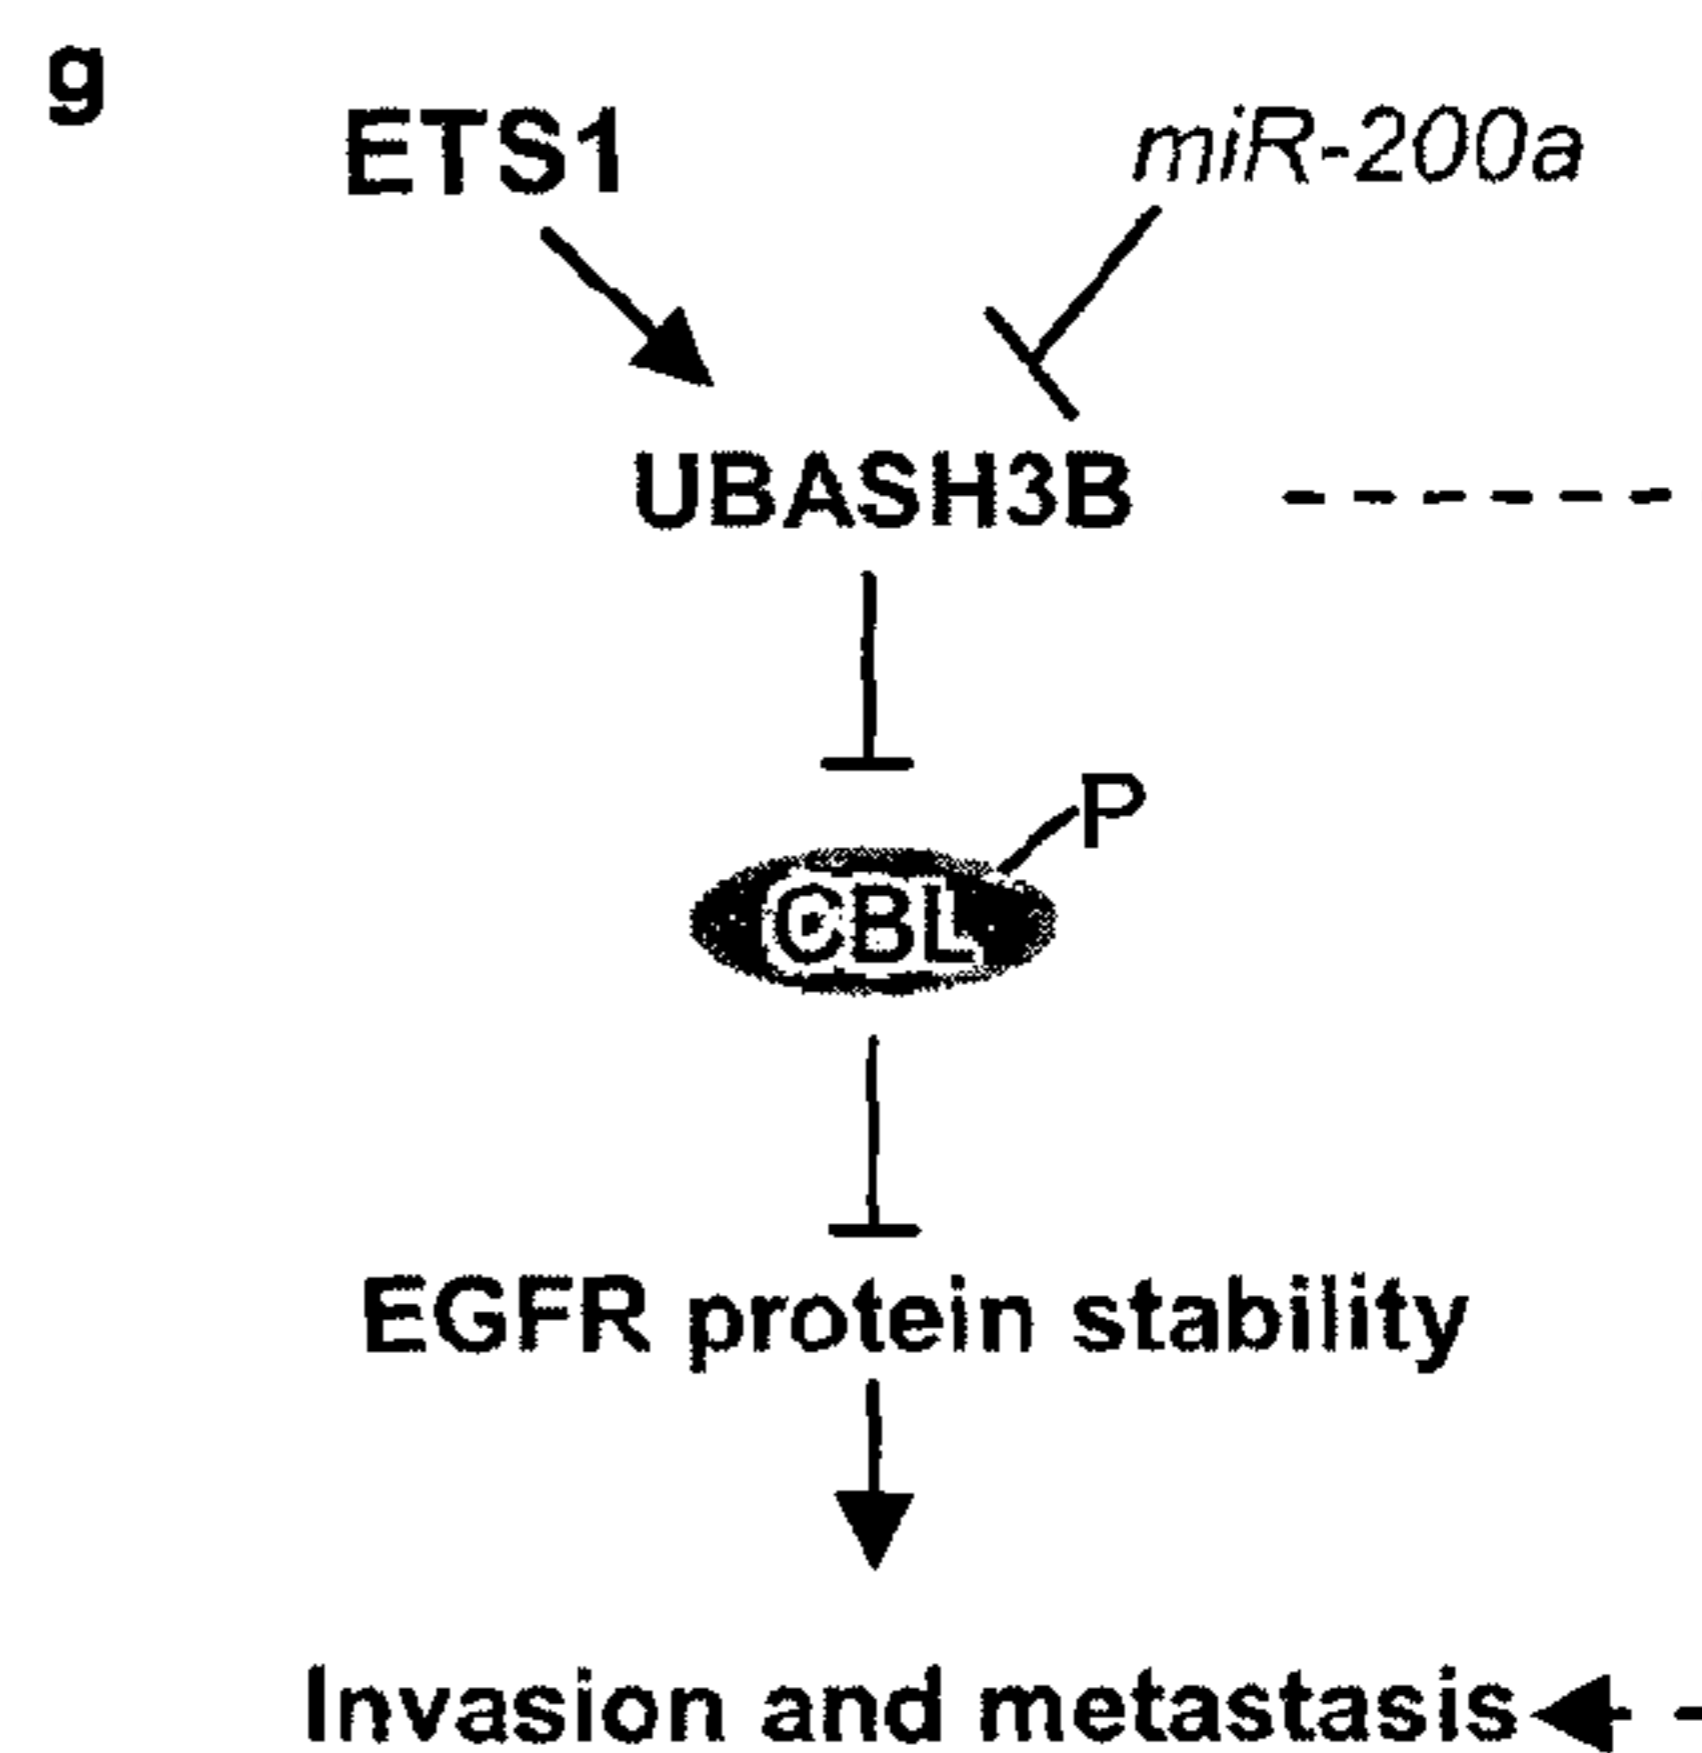 g
ETS1
miR-200a
UBASH3B
P
CBL
EGFR protein stability
Invasion and metastasis